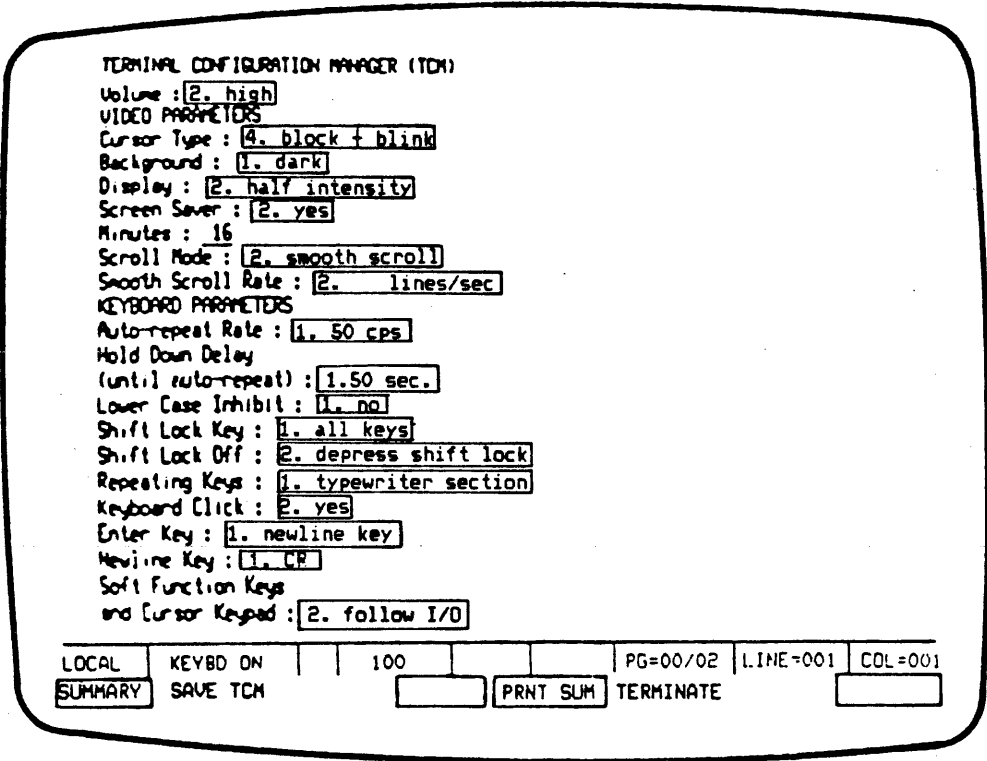 TERMINAL CONFIGURATION MANAGER (TCM)
Volume : 2. high
VIDEO PARAMETERS
Cursor Type : 4. block + blink
Background : 1. dark
Display : 2. half intensity
Screen Saver : 2. yes
Minutes : 16
Scroll Mode : 2. smooth scroll
Smooth Scroll Rate : 2. lines/sec
KEYBOARD PARAMETERS
Auto-repeat Rate : 1. 50 cps
Hold Down Delay
(until auto-repeat) : 1.50 sec.
Lower Case Inhibit : 1. no
Shift Lock Key : 1. all keys
Shift Lock Off : 2. depress shift lock
Repeating Keys : 1. typewriter section
Keyboard Click : 2. yes
Enter Key : 1. newline key
Newline Key : 1. CR
Soft Function Keys
and Cursor Keypad : 2. follow I/O
LOCAL KEYBD ON 100 PG=00/02 LINE=001 COL=001
SUMMARY SAVE TCM PRNT SUM TERMINATE